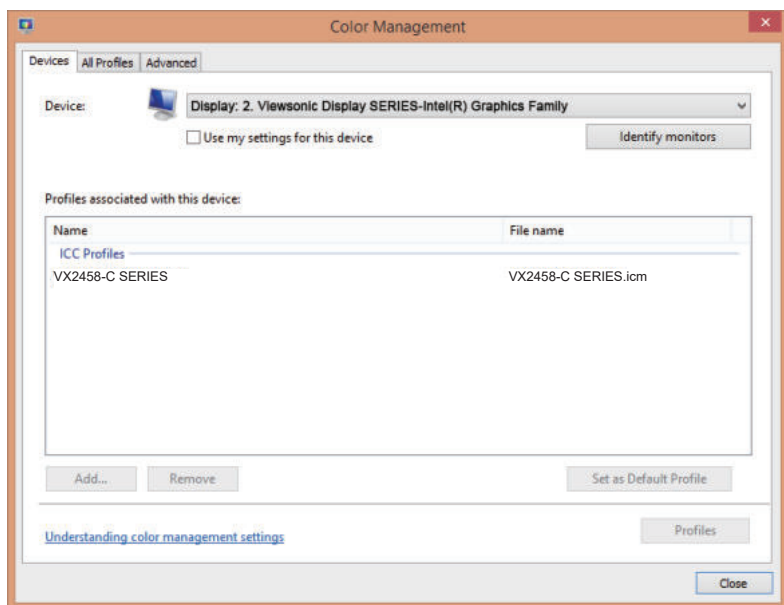 Color Management
Devices All Profiles Advanced
Device: Display: 2. Viewsonic Display SERIES-Intel(R) Graphics Family
Use my settings for this device Identify monitors
Profiles associated with this device:
Name File name
ICC Profiles
VX2458-C SERIES VX2458-C SERIES.icm
Add... Remove Set as Default Profile
Understanding color management settings Profiles
Close